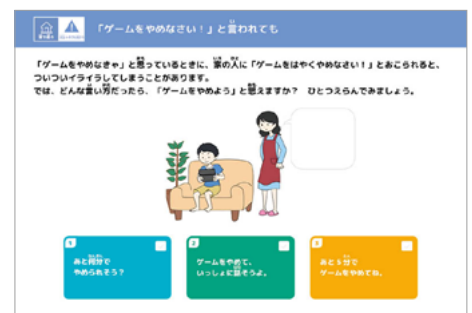 「ゲームをやめなさい！」と言われても
「ゲームをやめなきゃ」と思っているときに、家の人に「ゲームをはやくやめなさい！」とおこられると、
ついついイライラしてしまうことがあります。
では、どんな言い方だったら、「ゲームをやめよう」と思えますか？　ひとつえらんでみましょう。
1
あと何分で
やめられそう？
2
ゲームをやめて、
いっしょに話そうよ。
3
あと5分で
ゲームをやめてね。